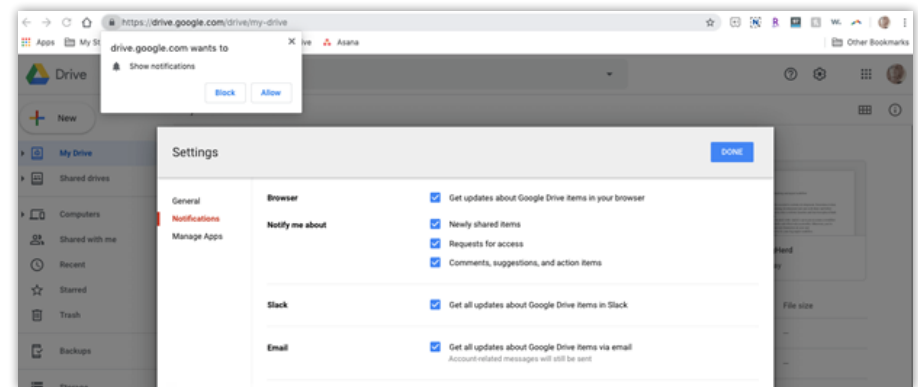 https://drive.google.com/drive/my-drive
Apps My St
ive Asana
Other Bookmarks
drive.google.com wants to
Show notifications
Block Allow
Drive
New
My Drive
Shared drives
Computers
Shared with me
Recent
Starred
Trash
Backups
Settings
DONE
General
Notifications
Manage Apps
Browser
Get updates about Google Drive items in your browser
Notify me about
Newly shared items
Requests for access
Comments, suggestions, and action items
Slack
Get all updates about Google Drive items in Slack
Email
Get all updates about Google Drive items via email
Account-related messages will still be sent
File size